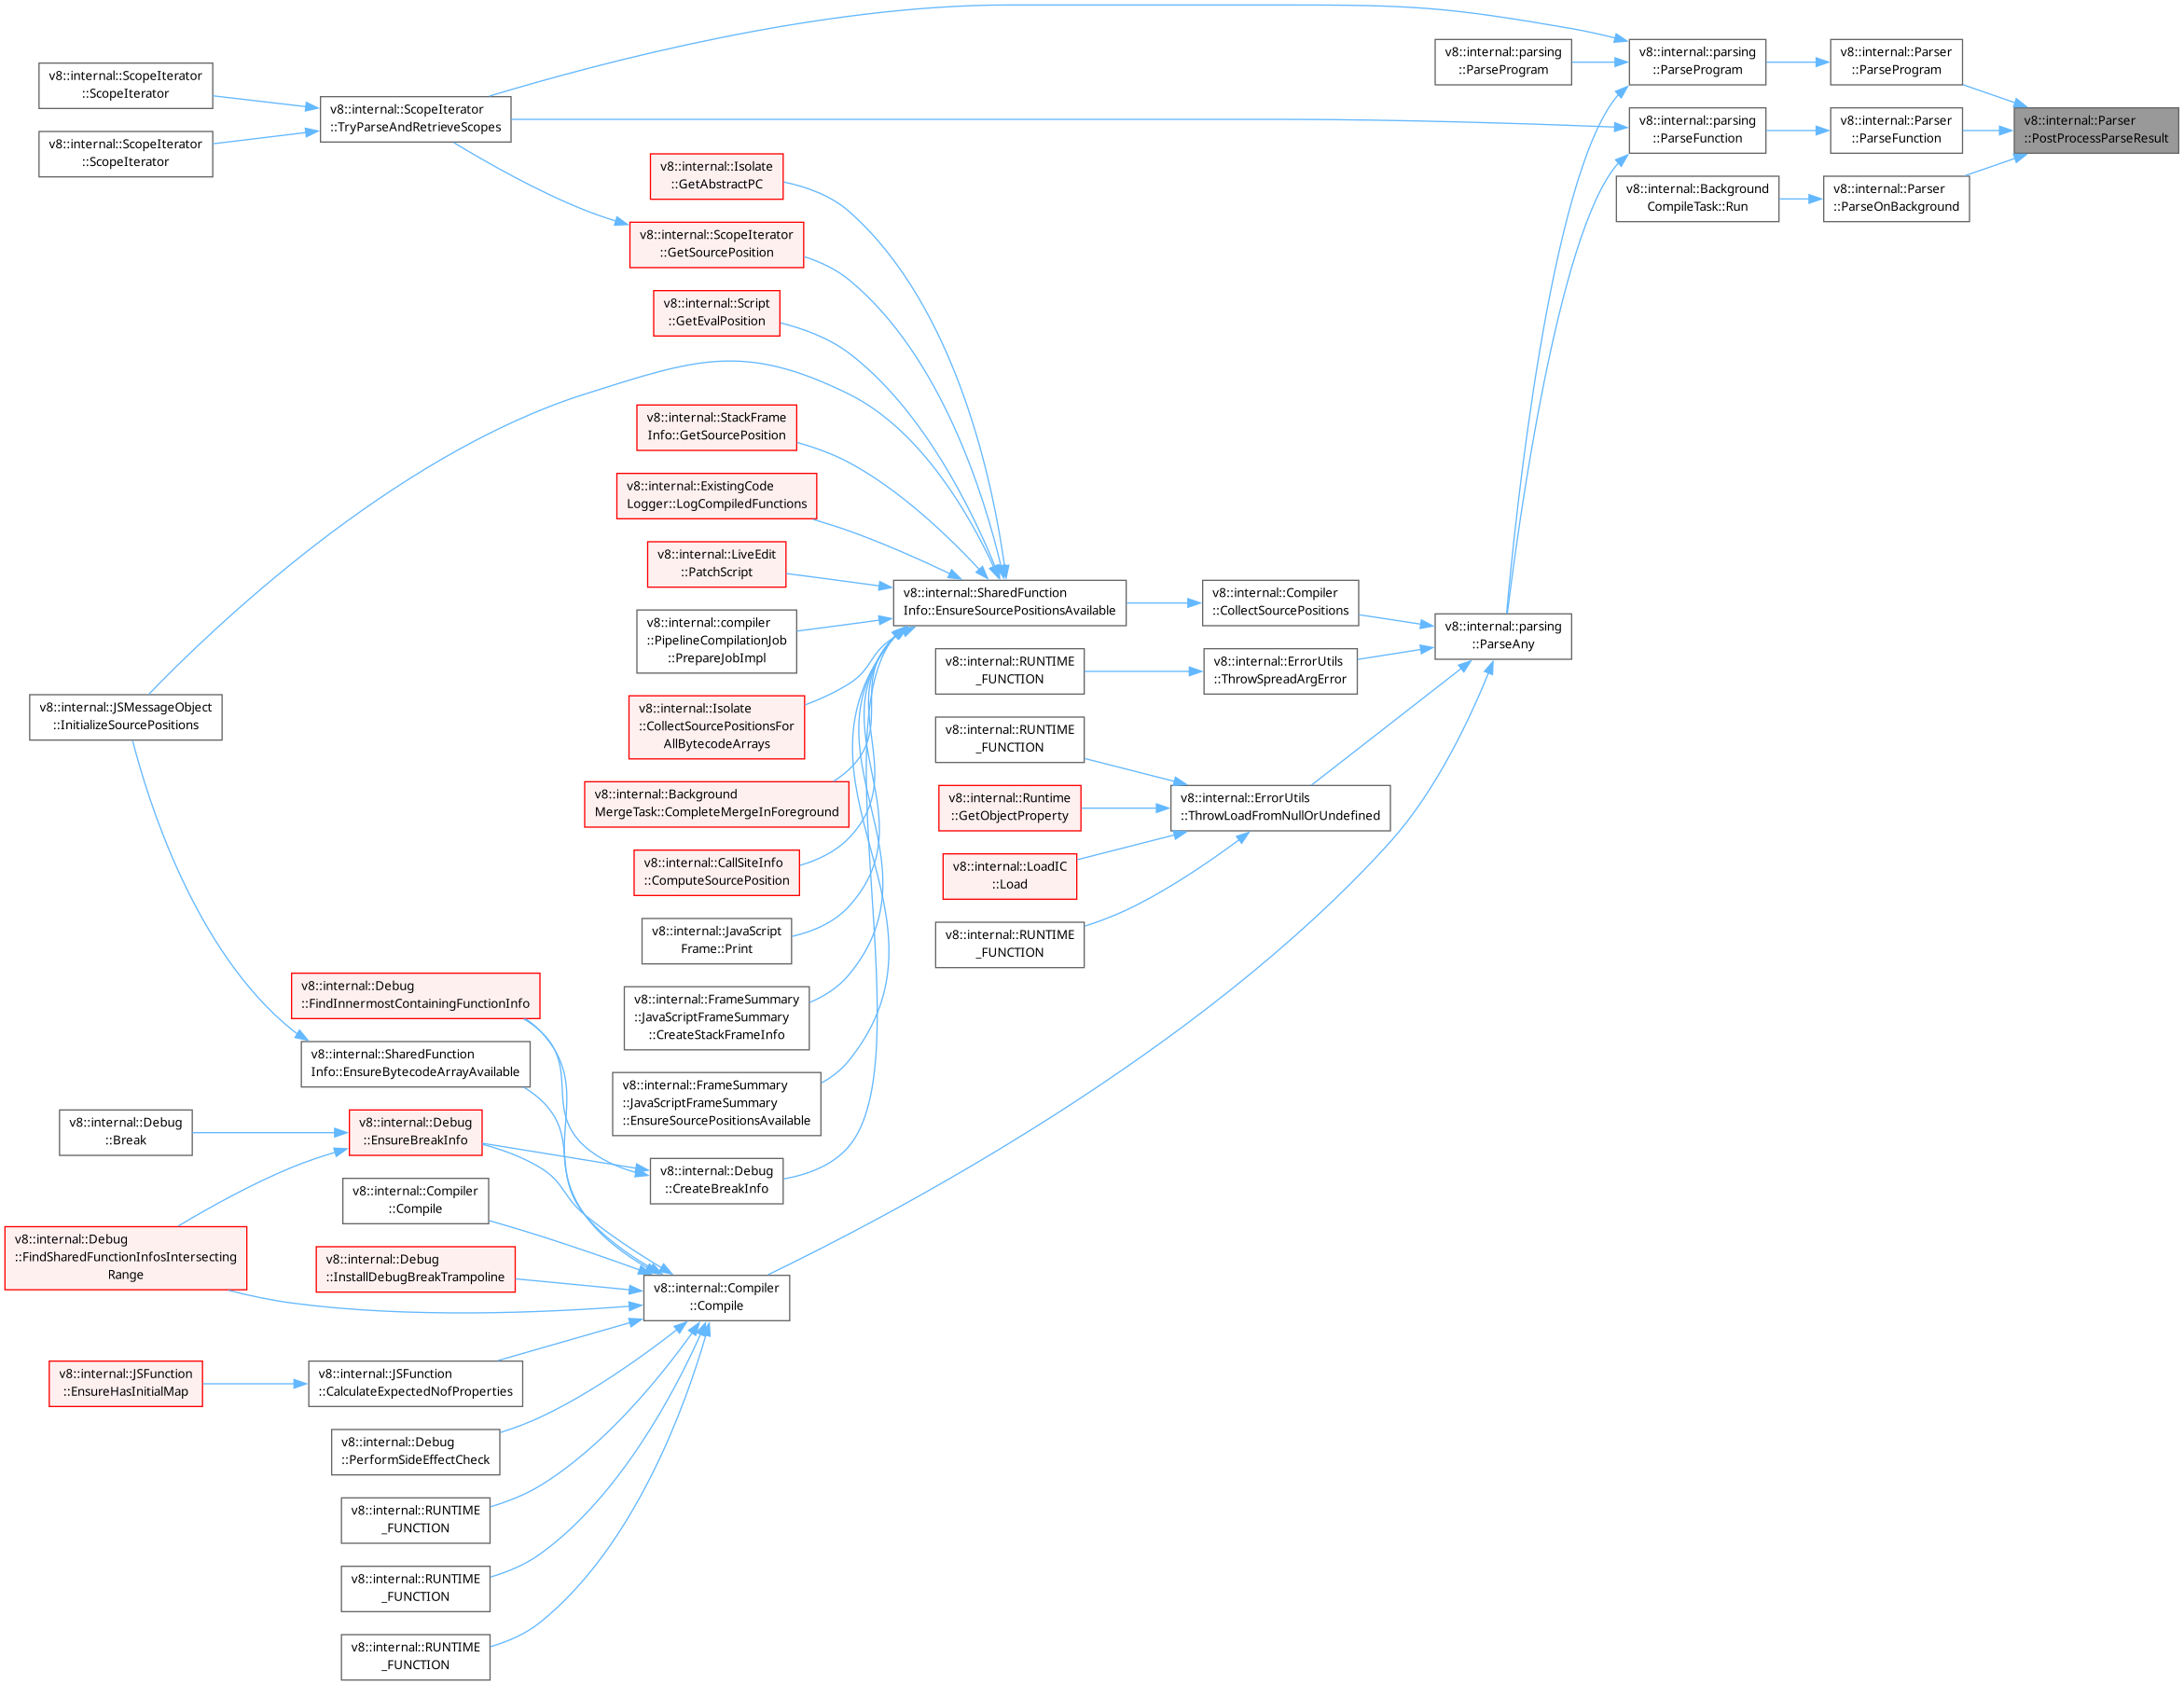 v8::internal::Parser
::PostProcessParseResult
v8::internal::Parser
::ParseProgram
v8::internal::parsing
::ParseProgram
v8::internal::parsing
::ParseProgram
v8::internal::Parser
::ParseFunction
v8::internal::parsing
::ParseFunction
v8::internal::Parser
::ParseOnBackground
v8::internal::Background
CompileTask::Run
v8::internal::ScopeIterator
::TryParseAndRetrieveScopes
v8::internal::ScopeIterator
::ScopeIterator
v8::internal::ScopeIterator
::ScopeIterator
v8::internal::Isolate
::GetAbstractPC
v8::internal::ScopeIterator
::GetSourcePosition
v8::internal::Script
::GetEvalPosition
v8::internal::StackFrame
Info::GetSourcePosition
v8::internal::ExistingCode
Logger::LogCompiledFunctions
v8::internal::LiveEdit
::PatchScript
v8::internal::compiler
::PipelineCompilationJob
::PrepareJobImpl
v8::internal::Isolate
::CollectSourcePositionsFor
AllBytecodeArrays
v8::internal::Background
MergeTask::CompleteMergeInForeground
v8::internal::CallSiteInfo
::ComputeSourcePosition
v8::internal::JavaScript
Frame::Print
v8::internal::FrameSummary
::JavaScriptFrameSummary
::CreateStackFrameInfo
v8::internal::FrameSummary
::JavaScriptFrameSummary
::EnsureSourcePositionsAvailable
v8::internal::Debug
::CreateBreakInfo
v8::internal::SharedFunction
Info::EnsureSourcePositionsAvailable
v8::internal::Compiler
::CollectSourcePositions
v8::internal::parsing
::ParseAny
v8::internal::RUNTIME
_FUNCTION
v8::internal::ErrorUtils
::ThrowSpreadArgError
v8::internal::RUNTIME
_FUNCTION
v8::internal::Runtime
::GetObjectProperty
v8::internal::ErrorUtils
::ThrowLoadFromNullOrUndefined
v8::internal::LoadIC
::Load
v8::internal::RUNTIME
_FUNCTION
v8::internal::JSMessageObject
::InitializeSourcePositions
v8::internal::Debug
::FindInnermostContainingFunctionInfo
v8::internal::SharedFunction
Info::EnsureBytecodeArrayAvailable
v8::internal::Debug
::Break
v8::internal::Debug
::EnsureBreakInfo
v8::internal::Compiler
::Compile
v8::internal::Debug
::FindSharedFunctionInfosIntersecting
Range
v8::internal::Debug
::InstallDebugBreakTrampoline
v8::internal::Compiler
::Compile
v8::internal::JSFunction
::EnsureHasInitialMap
v8::internal::JSFunction
::CalculateExpectedNofProperties
v8::internal::Debug
::PerformSideEffectCheck
v8::internal::RUNTIME
_FUNCTION
v8::internal::RUNTIME
_FUNCTION
v8::internal::RUNTIME
_FUNCTION